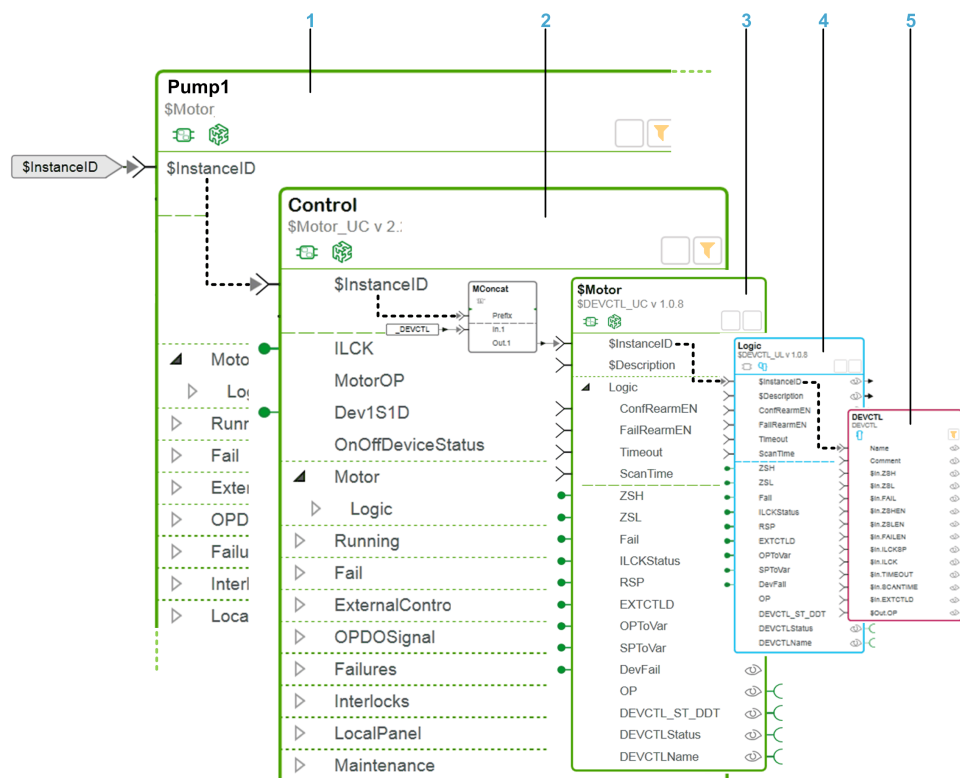 1 2 3 4 5
Pump1
$Motor
$InstanceID
$InstanceID
Moto
Log
Runr
Fail
Exter
OPD
Failu
Interl
Loca
Control
$Motor_UC v 2.
$InstanceID
ILCK
MotorOP
Dev1S1D
OnOffDeviceStatus
Motor
Logic
Running
Fail
ExternalContro
OPDOSignal
Failures
Interlocks
LocalPanel
Maintenance
MConcat
Prefix
_DEVCTL
In.1
Out.1
$Motor
$DEVCTL_UC v 1.0.8
$InstanceID
$Description
Logic
ConfRearmEN
FailRearmEN
Timeout
ScanTime
ZSH
ZSL
Fail
ILCKStatus
RSP
EXTCTLD
OPToVar
SPToVar
DevFail
OP
DEVCTL_ST_DDT
DEVCTLStatus
DEVCTLName
Logic
$DEVCTL_UL v 1.0.8
$InstanceID
$Description
ConfRearmEN
FailRearmEN
Timeout
ScanTime
ZSH
ZSL
Fail
ILCKStatus
RSP
EXTCTLD
OPToVar
SPToVar
DevFail
OP
DEVCTL_ST_DDT
DEVCTLStatus
DEVCTLName
DEVCTL
DEVCTL
Name
Comment
$In.ZSH
$In.ZSL
$In.FAIL
$In.ZSHEN
$In.ZSLEN
$In.FAILEN
$In.ILCKSP
$In.ILCK
$In.TIMEOUT
$In.SCANTIME
$In.EXTCTLD
$Out.OP